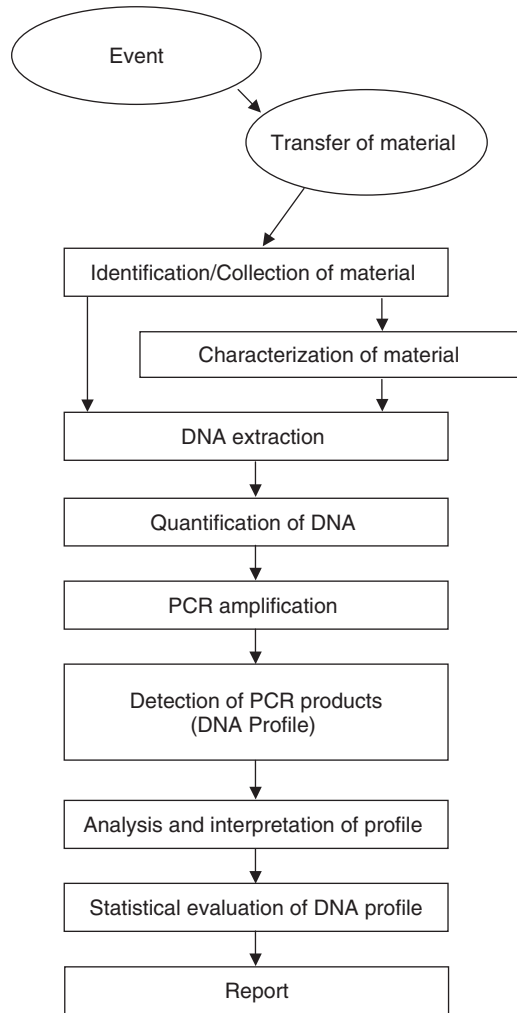 Event
Transfer of material
Identification/Collection of material
Characterization of material
DNA extraction
Quantification of DNA
PCR amplification
Detection of PCR products
(DNA Profile)
Analysis and interpretation of profile
Statistical evaluation of DNA profile
Report